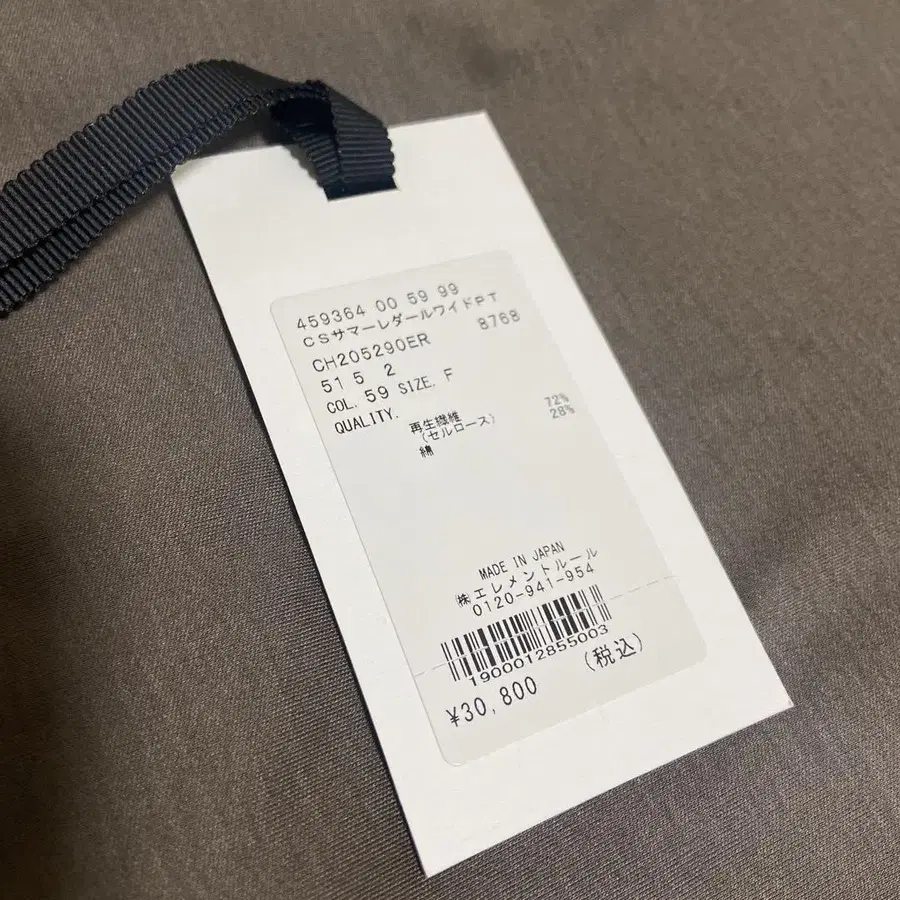 459364 00 59 99
CSサマーレダールワイドPT
CH205290ER 8768
51 5 2
COL. 59 SIZE. F
QUALITY.
再生繊維 72%
(セルロース) 28%
綿
MADE IN JAPAN
㈱エレメントルール
0120-941-954
1900012855003
¥30,800 (税込)